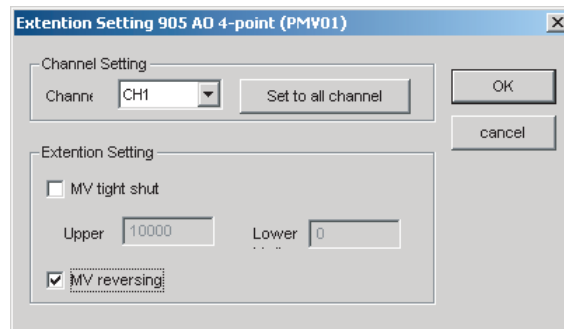 Extention Setting 905 AO 4-point (PMV01)
Channel Setting
Channe CH1 Set to all channel
OK
cancel
Extention Setting
MV tight shut
Upper 10000 Lower 0
MV reversing